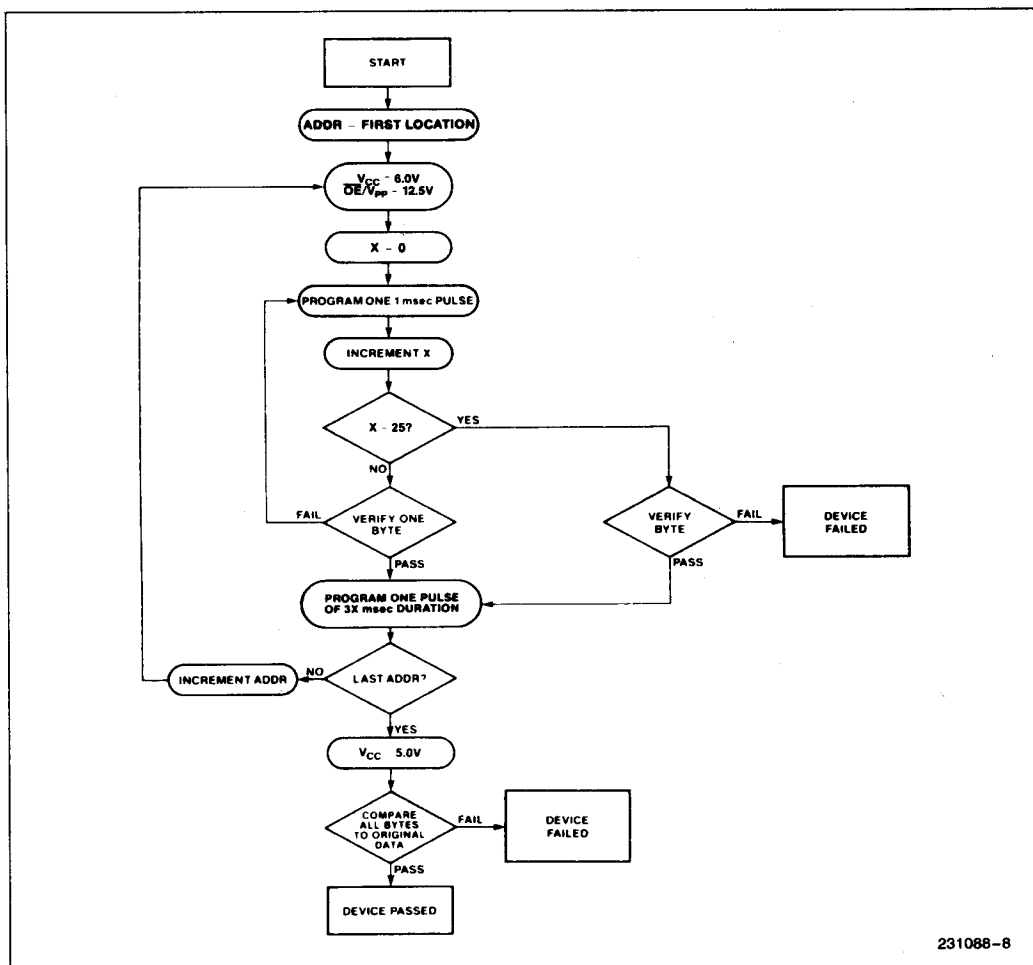 START
ADDR – FIRST LOCATION
VCC – 6.0V
OE/Vpp – 12.5V
X – 0
PROGRAM ONE 1 msec PULSE
INCREMENT X
X – 25?
YES
NO
VERIFY ONE
BYTE
FAIL
PASS
VERIFY
BYTE
FAIL
PASS
DEVICE
FAILED
PROGRAM ONE PULSE
OF 3X msec DURATION
LAST ADDR?
NO
INCREMENT ADDR
YES
VCC 5.0V
COMPARE
ALL BYTES
TO ORIGINAL
DATA
FAIL
DEVICE
FAILED
PASS
DEVICE PASSED
231088–8